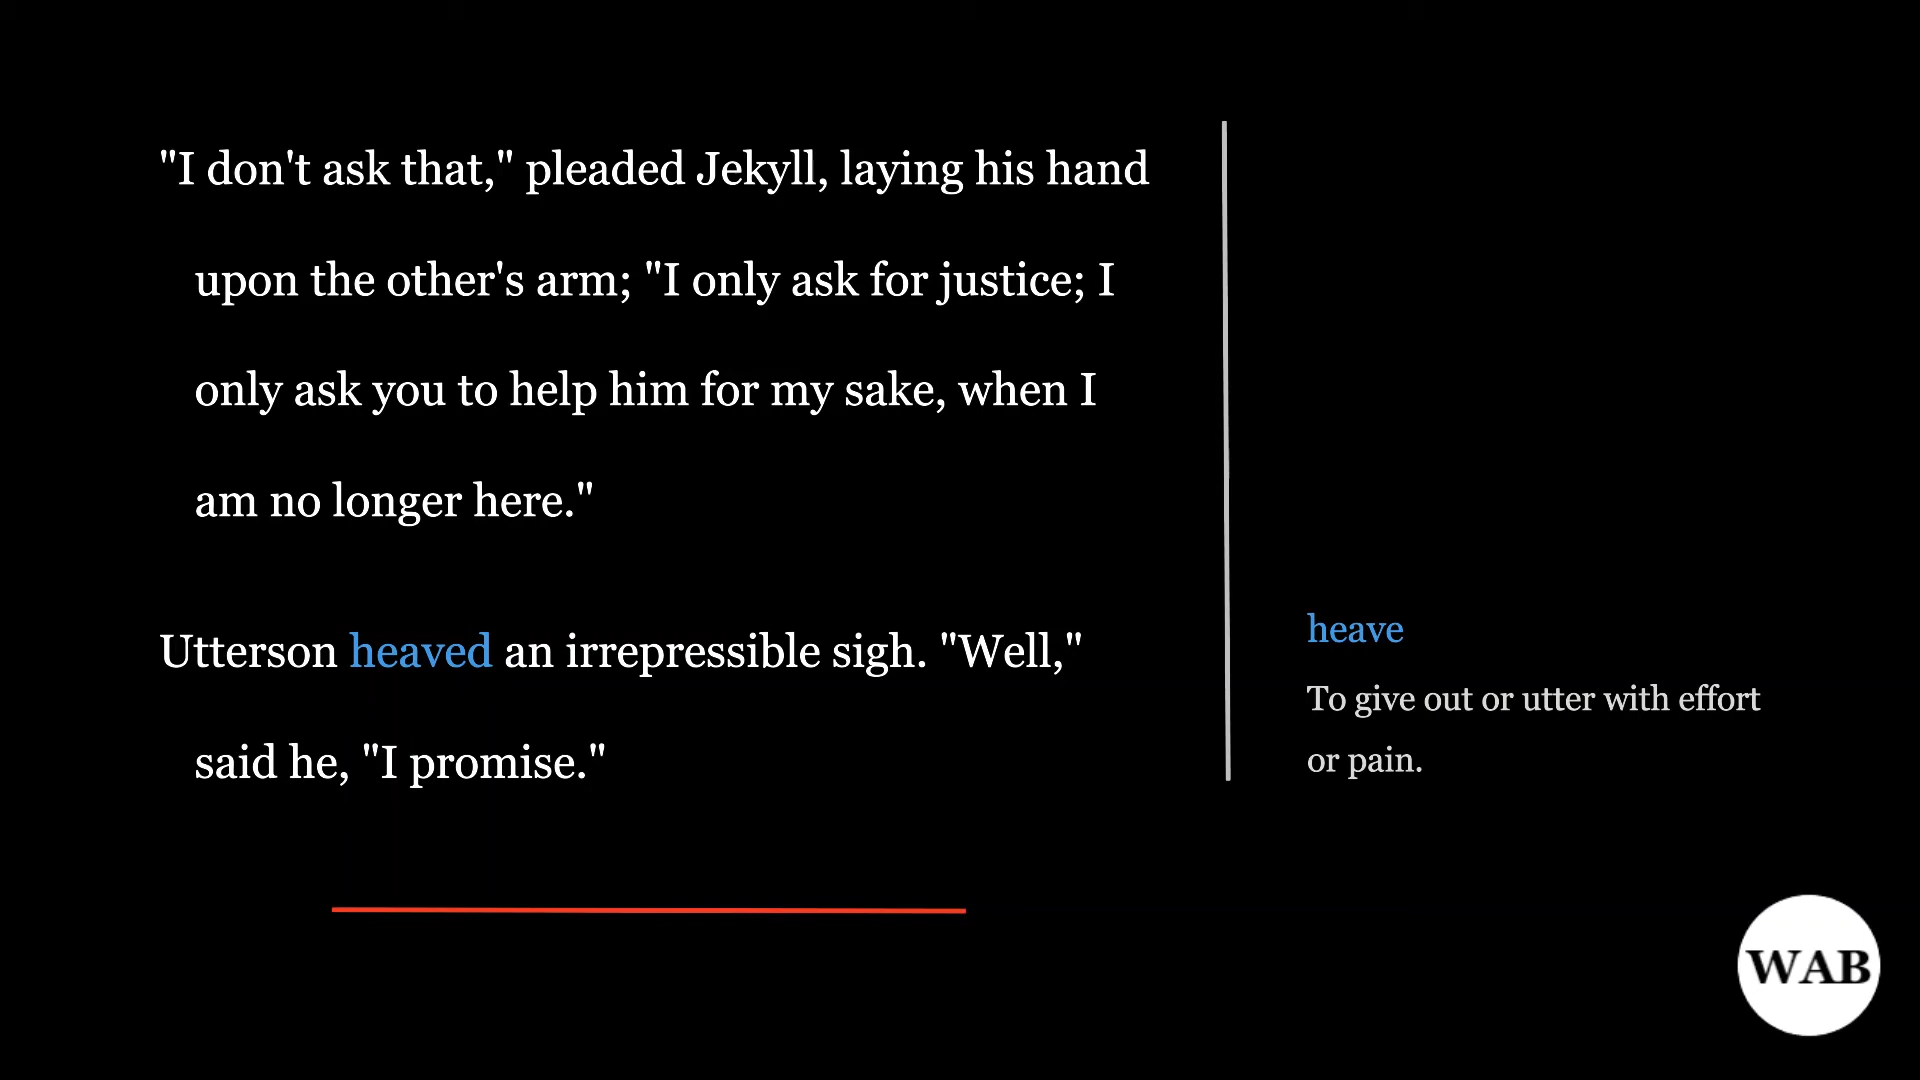 "I don't ask that," pleaded Jekyll, laying his hand
upon the other's arm; "I only ask for justice; I
only ask you to help him for my sake, when I
am no longer here."
Utterson heaved an irrepressible sigh. "Well,"
said he, "I promise."
heave
To give out or utter with effort
or pain.
WAB